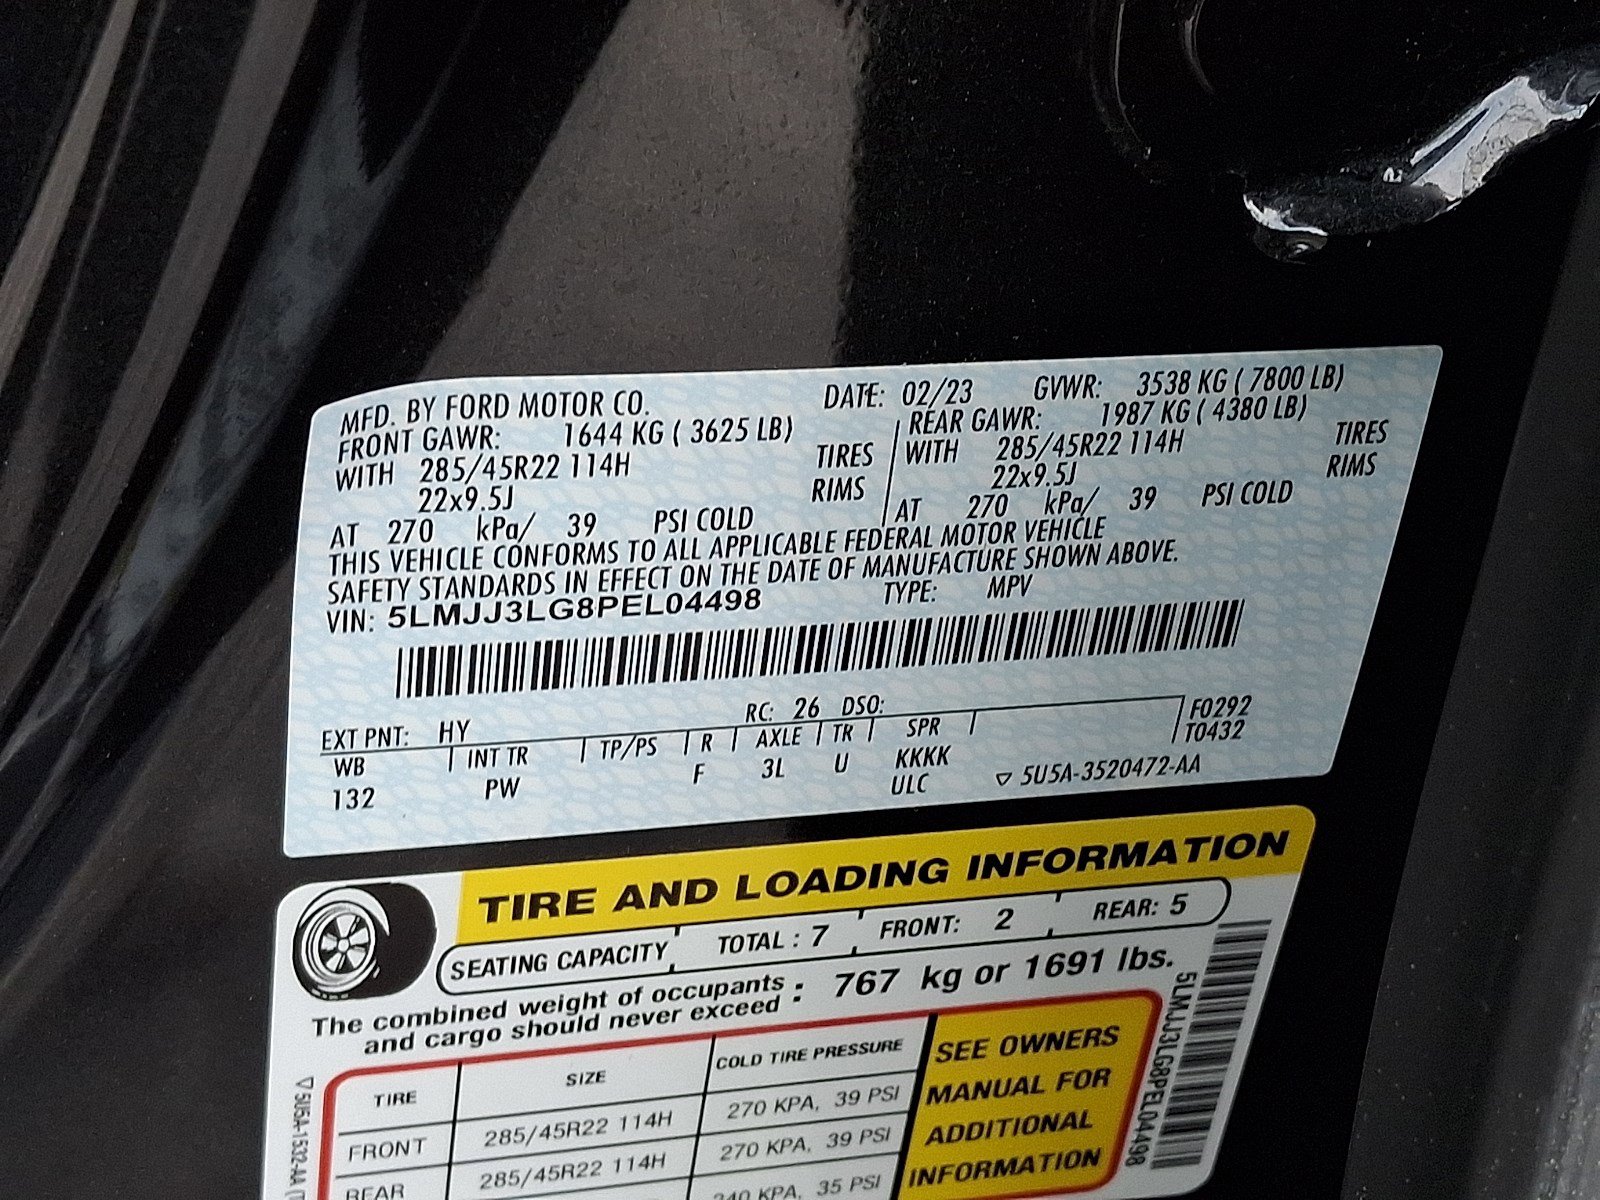 MFD. BY FORD MOTOR CO. DATE: 02/23 GVWR: 3538 KG ( 7800 LB)
FRONT GAWR: 1644 KG ( 3625 LB) REAR GAWR: 1987 KG ( 4380 LB)
WITH 285/45R22 114H TIRES WITH 285/45R22 114H TIRES
22x9.5J RIMS 22x9.5J RIMS
AT 270 kPa/ 39 PSI COLD AT 270 kPa/ 39 PSI COLD
THIS VEHICLE CONFORMS TO ALL APPLICABLE FEDERAL MOTOR VEHICLE
SAFETY STANDARDS IN EFFECT ON THE DATE OF MANUFACTURE SHOWN ABOVE.
VIN: 5LMJJ3LG8PEL04498 TYPE: MPV
EXT PNT: HY RC: 26 DSO: F0292
WB INT TR TP/PS R AXLE TR SPR T0432
132 PW F 3L U KKKK
ULC 5U5A-3520472-AA
TIRE AND LOADING INFORMATION
SEATING CAPACITY TOTAL : 7 FRONT: 2 REAR: 5
The combined weight of occupants
and cargo should never exceed : 767 kg or 1691 lbs.
TIRE SIZE COLD TIRE PRESSURE
FRONT 285/45R22 114H 270 KPA, 39 PSI
REAR 285/45R22 114H 270 KPA, 39 PSI
340 KPA, 35 PSI
SEE OWNERS
MANUAL FOR
ADDITIONAL
INFORMATION
5LMJJ3LG8PEL04498
5U5A-1532-AA